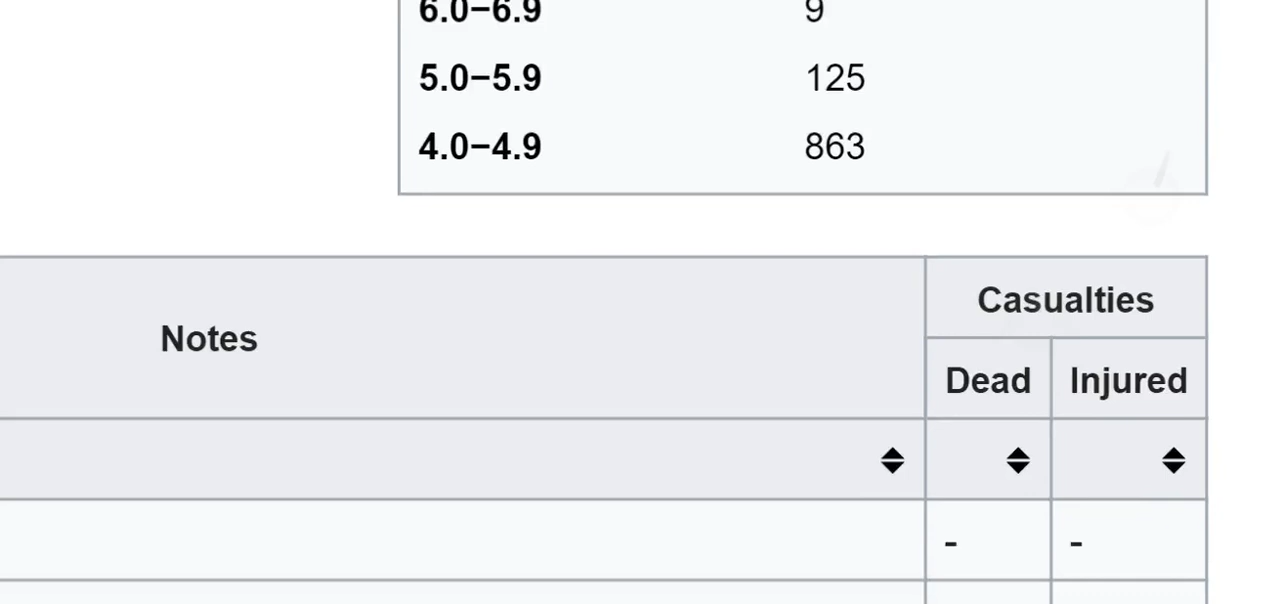 6.0−6.9 9
5.0−5.9 125
4.0−4.9 863
Notes Casualties
Dead Injured
- -